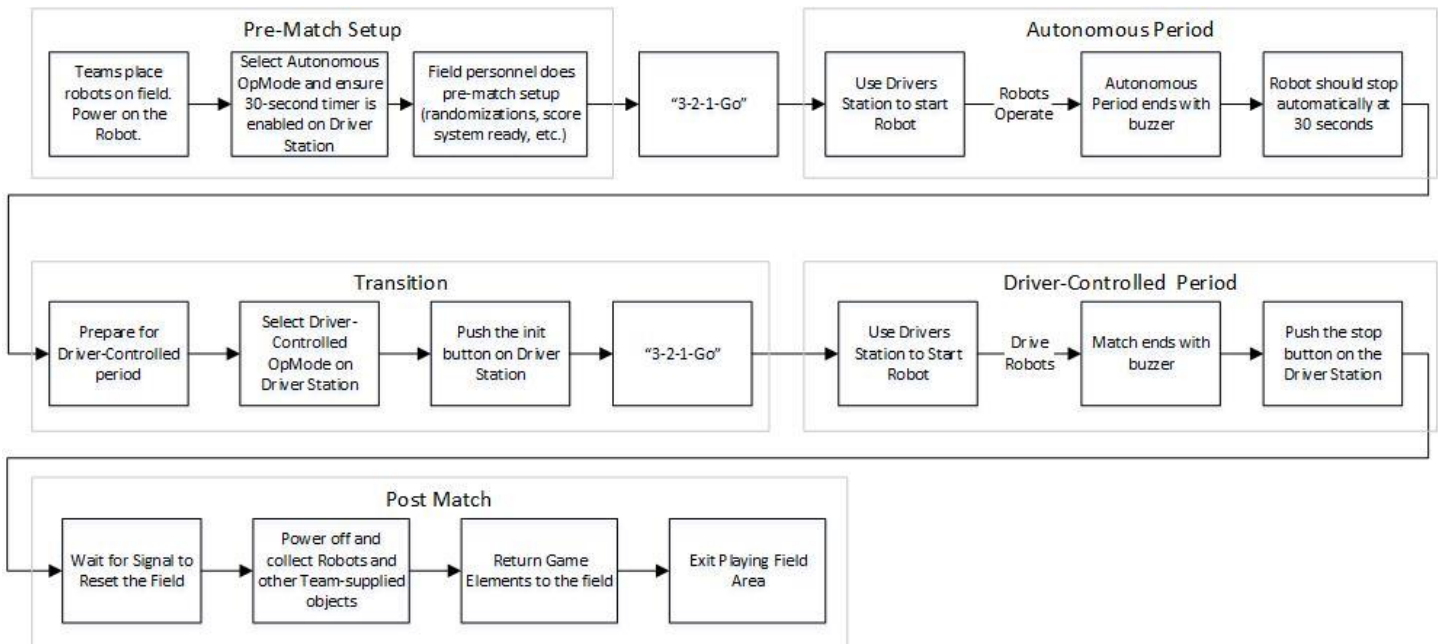 Pre-Match Setup
Teams place
robots on field.
Power on the
Robot.
Select Autonomous
OpMode and ensure
30-second timer is
enabled on Driver
Station
Field personnel does
pre-match setup
(randomizations, score
system ready, etc.)
“3-2-1-Go”
Autonomous Period
Use Drivers
Station to start
Robot
Robots
Operate
Autonomous
Period ends with
buzzer
Robot should stop
automatically at
30 seconds
Transition
Prepare for
Driver-Controlled
period
Select Driver-
Controlled
OpMode on
Driver Station
Push the init
button on Driver
Station
“3-2-1-Go”
Driver-Controlled Period
Use Drivers
Station to Start
Robot
Drive
Robots
Match ends with
buzzer
Push the stop
button on the
Driver Station
Post Match
Wait for Signal to
Reset the Field
Power off and
collect Robots and
other Team-supplied
objects
Return Game
Elements to the field
Exit Playing Field
Area